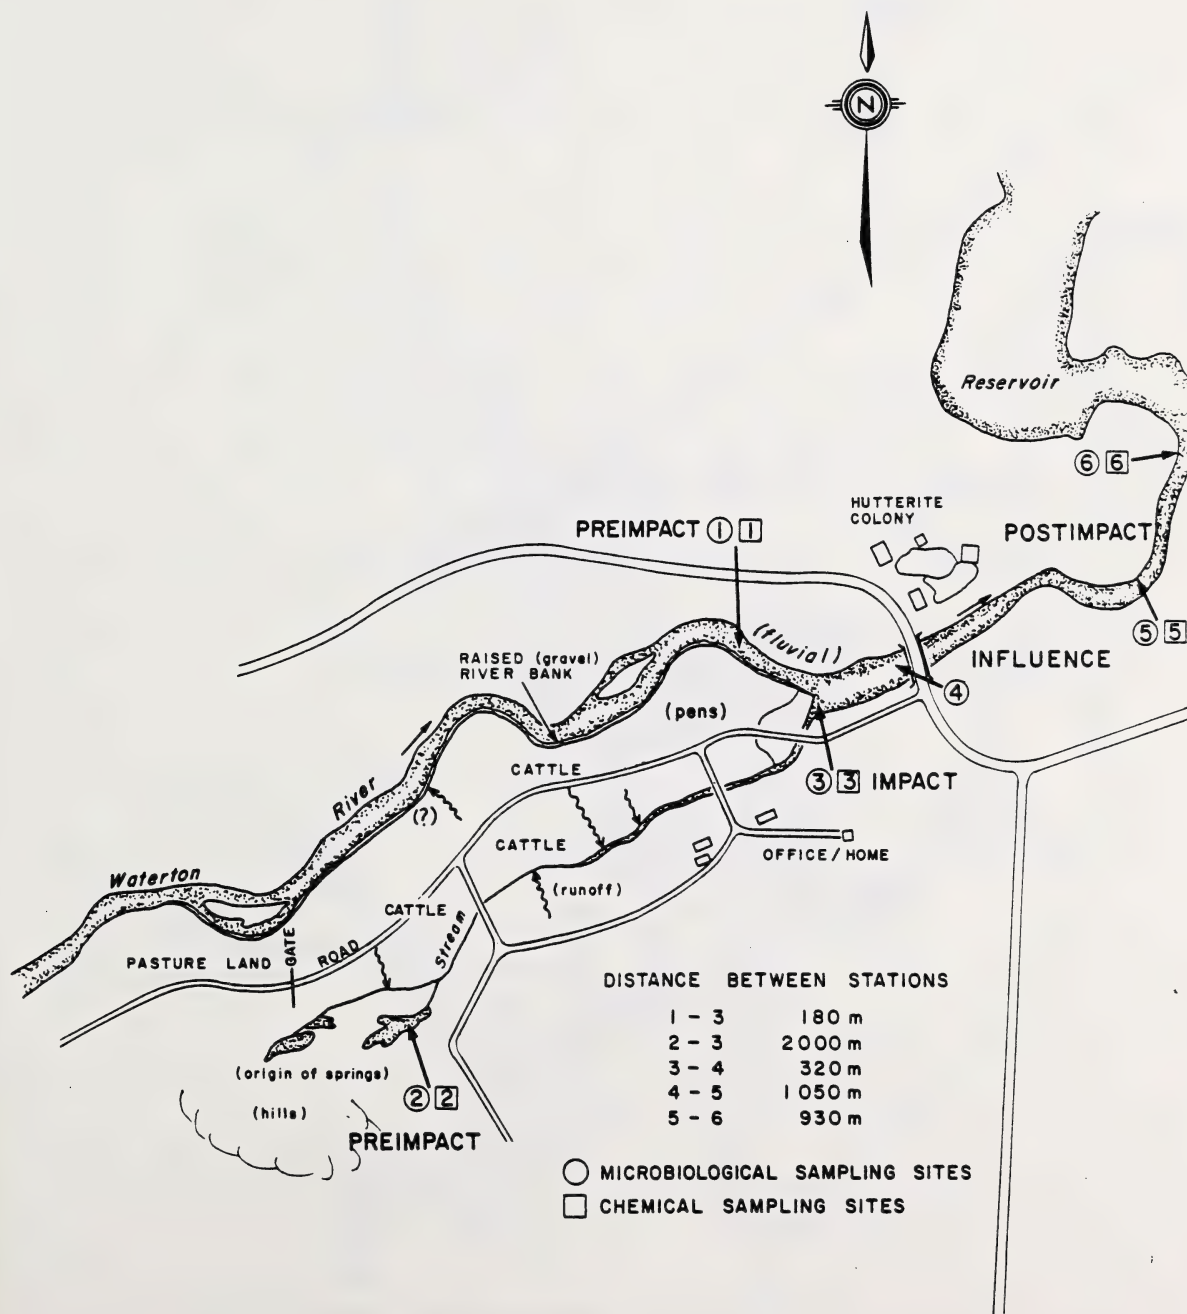 N
Reservoir
⑥ 6
HUTTERITE
COLONY
PREIMPACT ① 1
POSTIMPACT
(fluvial)
⑤ 5
RAISED (gravel)
RIVER BANK
INFLUENCE
④
(pens)
CATTLE
③ 3 IMPACT
River
(?)
CATTLE
OFFICE / HOME
Waterton
(runoff)
CATTLE
Stream
GATE
ROAD
PASTURE LAND
(origin of springs)
② 2
(hills)
PREIMPACT
DISTANCE BETWEEN STATIONS
1 - 3 180 m
2 - 3 2000 m
3 - 4 320 m
4 - 5 1050 m
5 - 6 930 m
MICROBIOLOGICAL SAMPLING SITES
CHEMICAL SAMPLING SITES